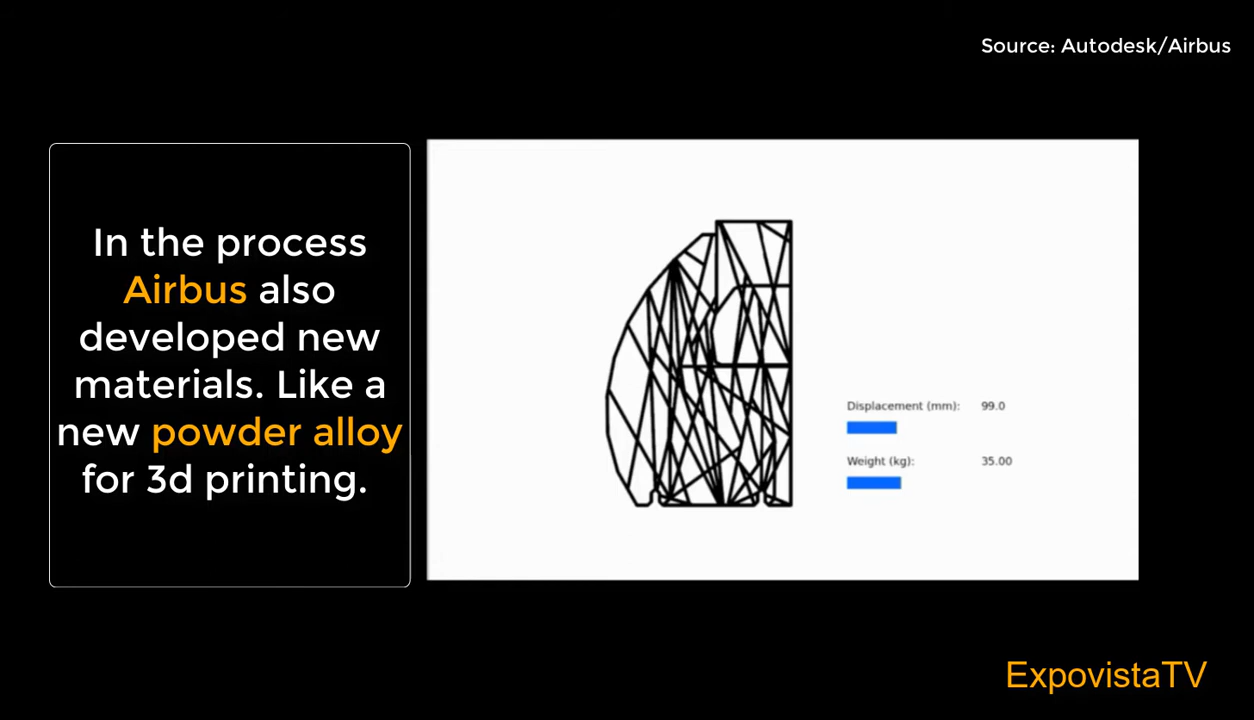 Source: Autodesk/Airbus
In the process
Airbus also
developed new
materials. Like a
new powder alloy
for 3d printing.
Displacement (mm): 99.0
Weight (kg): 35.00
ExpovistaTV